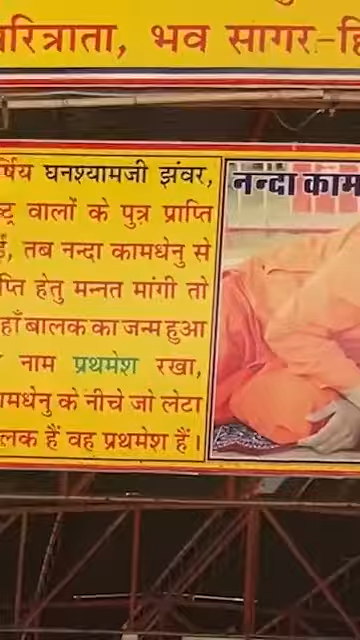 परित्राता, भव सागर-हि
र्षिय घनश्यामजी झंवर,
ष्ट्र वालों के पुत्र प्राप्ति
ई, तब नन्दा कामधेनु से
प्ति हेतु मन्नत मांगी तो
हाँ बालक का जन्म हुआ
नाम प्रथमेश रखा,
ामधेनु के नीचे जो लेटा
लक हैं वह प्रथमेश हैं।
नन्दा काम